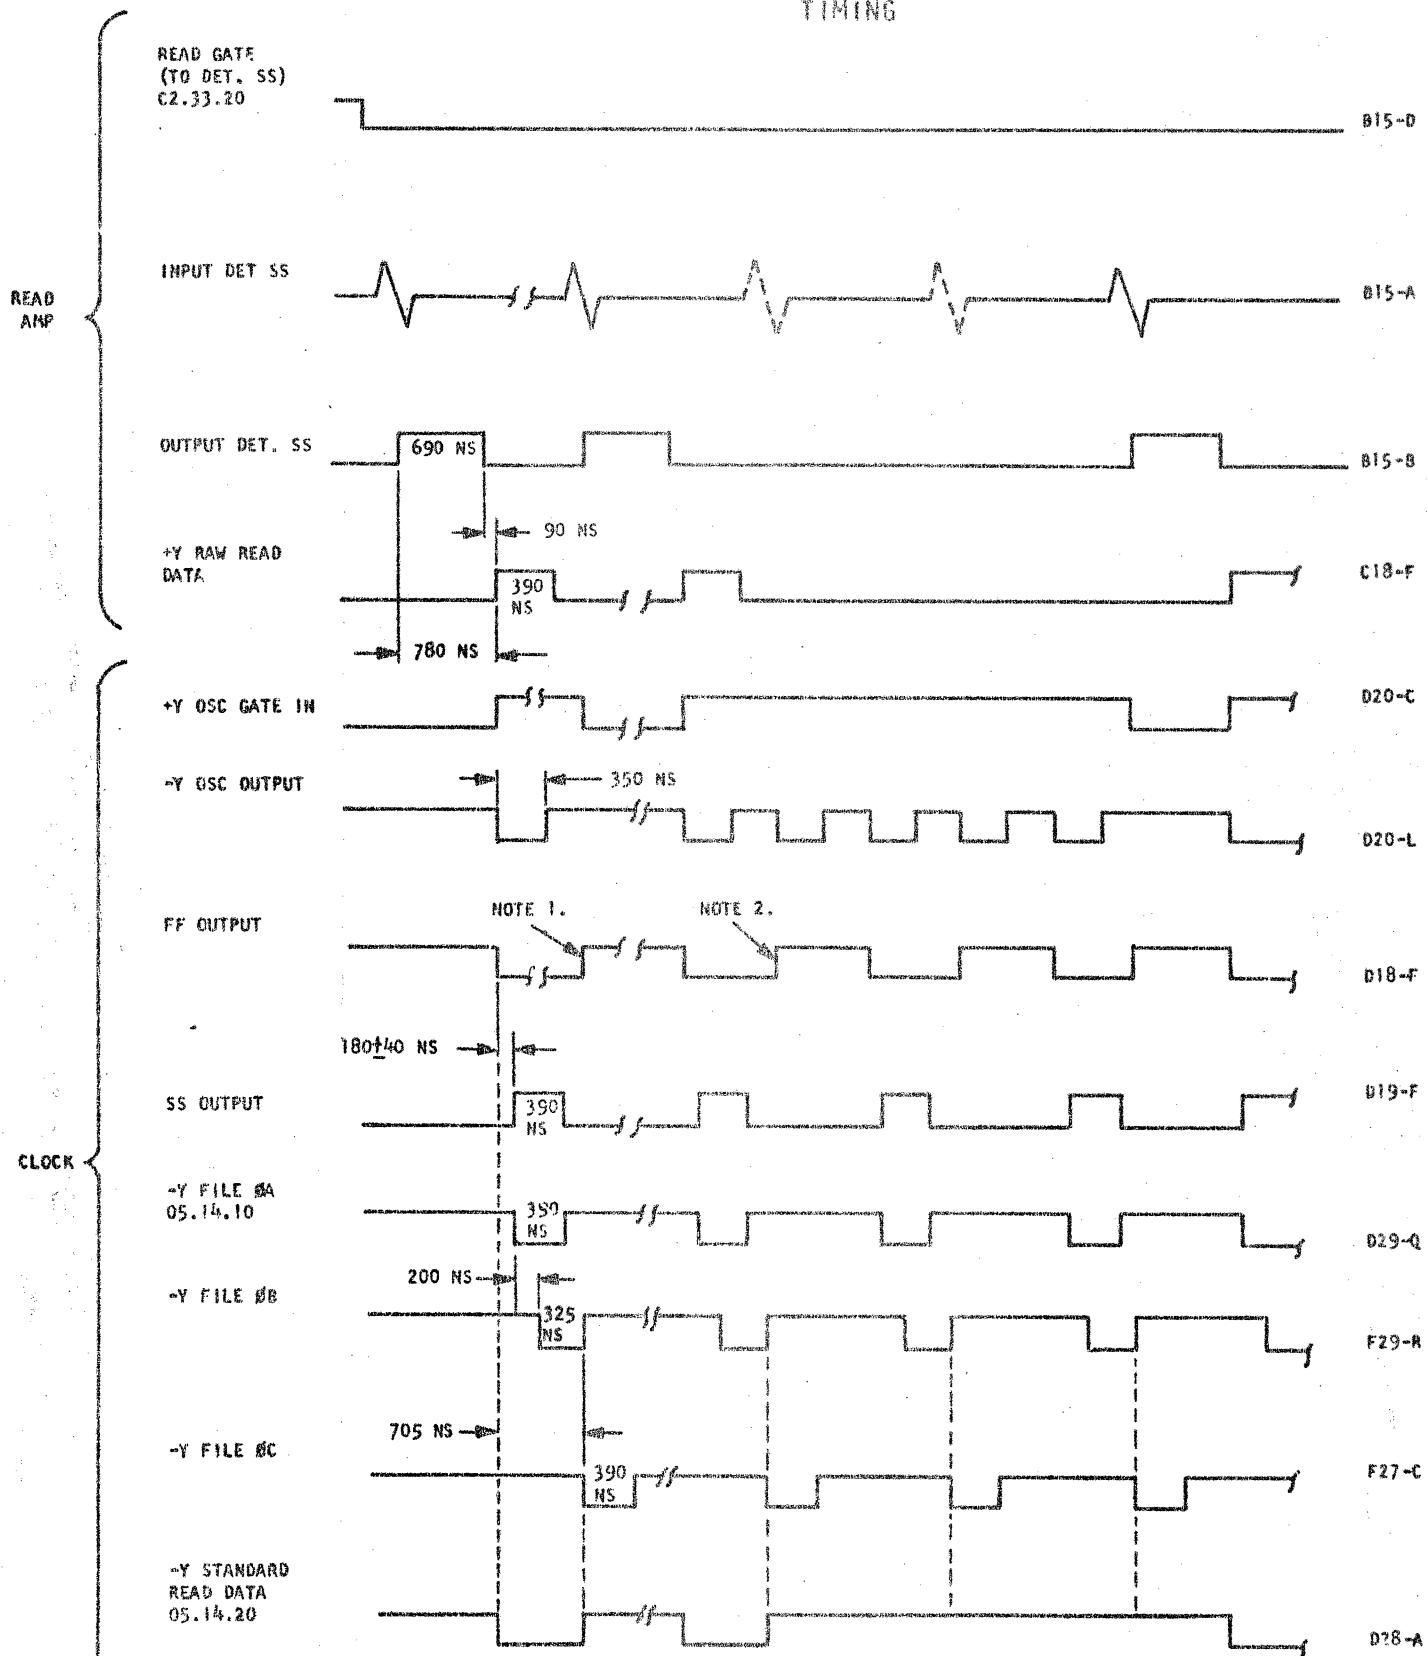 TIMING
READ GATE
(TO DET. SS)
C2.33.20
B15-D
INPUT DET SS
B15-A
READ
AMP
OUTPUT DET. SS
690 NS
B15-B
90 NS
+Y RAW READ
DATA
390
NS
C18-F
780 NS
+Y OSC GATE IN
D20-C
-Y OSC OUTPUT
350 NS
D20-L
FF OUTPUT
NOTE 1.
NOTE 2.
D18-F
180±40 NS
SS OUTPUT
390
NS
D19-F
CLOCK
-Y FILE ØA
05.14.10
390
NS
D29-Q
200 NS
-Y FILE ØB
325
NS
F29-R
705 NS
-Y FILE ØC
390
NS
F27-C
-Y STANDARD
READ DATA
05.14.20
D28-A